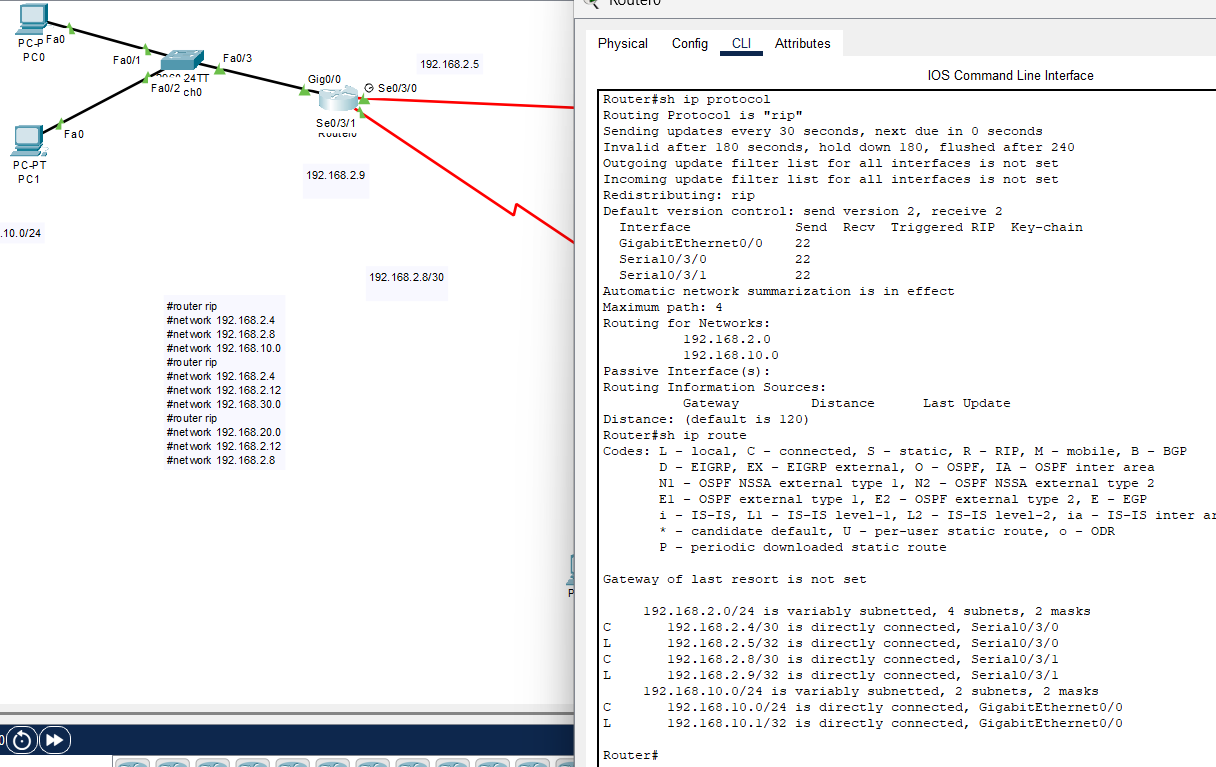 Router0
Physical Config CLI Attributes
IOS Command Line Interface
PC-P Fa0
PC0
Fa0/1
Fa0/3
24TT
Fa0/2 ch0
Fa0
PC-PT
PC1
Gig0/0
Se0/3/0
Se0/3/1
Router0
192.168.2.5
192.168.2.9
.10.0/24
192.168.2.8/30
#router rip
#network 192.168.2.4
#network 192.168.2.8
#network 192.168.10.0
#router rip
#network 192.168.2.4
#network 192.168.2.12
#network 192.168.30.0
#router rip
#network 192.168.20.0
#network 192.168.2.12
#network 192.168.2.8
Router#sh ip protocol
Routing Protocol is "rip"
Sending updates every 30 seconds, next due in 0 seconds
Invalid after 180 seconds, hold down 180, flushed after 240
Outgoing update filter list for all interfaces is not set
Incoming update filter list for all interfaces is not set
Redistributing: rip
Default version control: send version 2, receive 2
Interface Send Recv Triggered RIP Key-chain
GigabitEthernet0/0 22
Serial0/3/0 22
Serial0/3/1 22
Automatic network summarization is in effect
Maximum path: 4
Routing for Networks:
192.168.2.0
192.168.10.0
Passive Interface(s):
Routing Information Sources:
Gateway Distance Last Update
Distance: (default is 120)
Router#sh ip route
Codes: L - local, C - connected, S - static, R - RIP, M - mobile, B - BGP
D - EIGRP, EX - EIGRP external, O - OSPF, IA - OSPF inter area
N1 - OSPF NSSA external type 1, N2 - OSPF NSSA external type 2
E1 - OSPF external type 1, E2 - OSPF external type 2, E - EGP
i - IS-IS, L1 - IS-IS level-1, L2 - IS-IS level-2, ia - IS-IS inter ar
* - candidate default, U - per-user static route, o - ODR
P - periodic downloaded static route
Gateway of last resort is not set
192.168.2.0/24 is variably subnetted, 4 subnets, 2 masks
C 192.168.2.4/30 is directly connected, Serial0/3/0
L 192.168.2.5/32 is directly connected, Serial0/3/0
C 192.168.2.8/30 is directly connected, Serial0/3/1
L 192.168.2.9/32 is directly connected, Serial0/3/1
192.168.10.0/24 is variably subnetted, 2 subnets, 2 masks
C 192.168.10.0/24 is directly connected, GigabitEthernet0/0
L 192.168.10.1/32 is directly connected, GigabitEthernet0/0
Router#